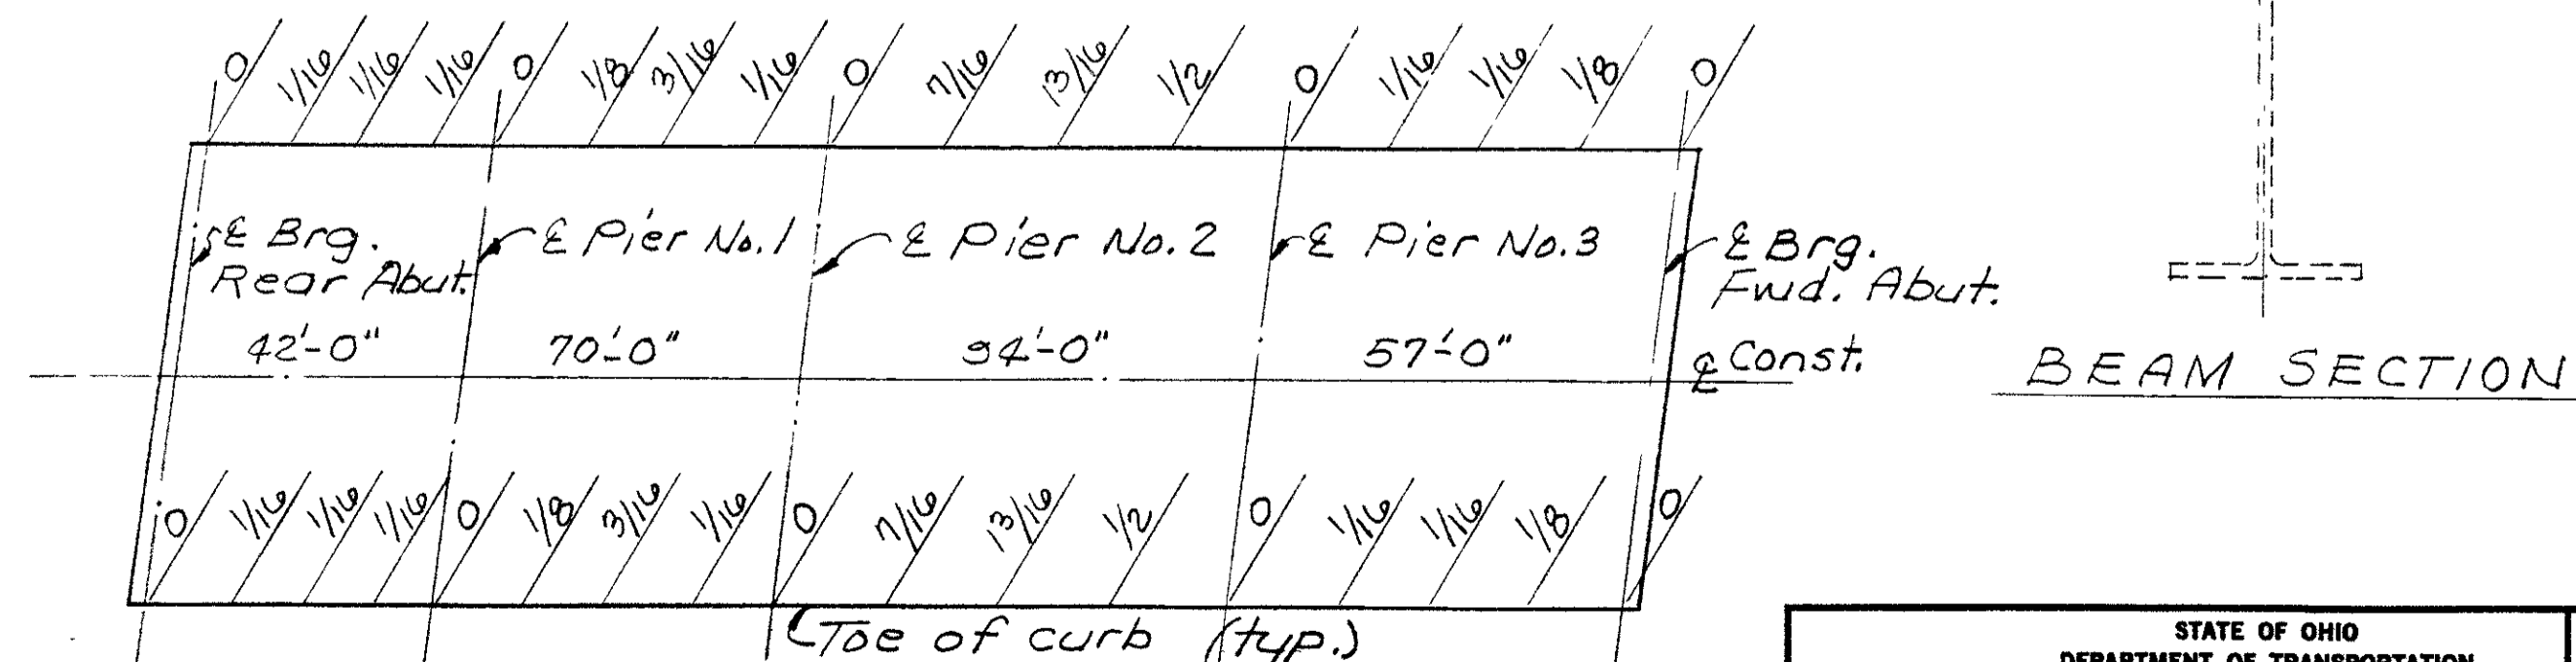 0 1/16 1/16 1/16 0 1/8 3/16 1/16 0 7/16 13/16 1/2 0 1/16 1/16 1/8 0
℄ Brg.
Rear Abut.
℄ Pier No. 1
℄ Pier No. 2
℄ Pier No. 3
℄ Brg.
Fwd. Abut.
42'-0" 70'-0" 94'-0" 57'-0"
℄ Const.
BEAM SECTION
0 1/16 1/16 1/16 0 1/8 3/16 1/16 0 7/16 13/16 1/2 0 1/16 1/16 1/8 0
Toe of curb (typ.)
STATE OF OHIO
DEPARTMENT OF TRANSPORTATION